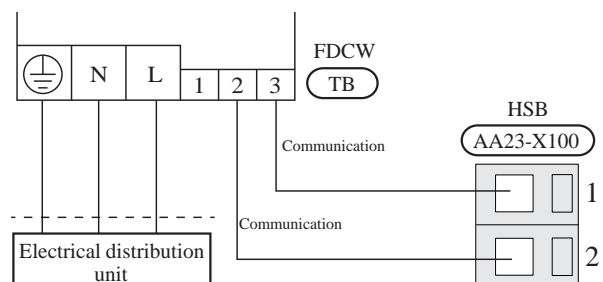 FDCW
TB
N
L
1
2
3
HSB
AA23-X100
Communication
1
Communication
2
Electrical distribution
unit